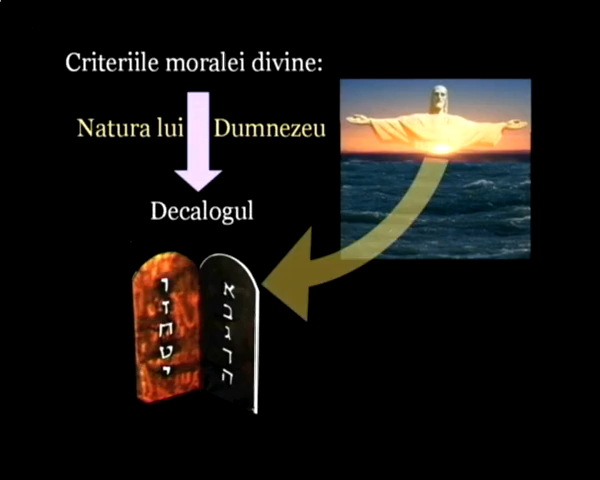 Criteriile moralei divine:
Natura lui Dumnezeu
Decalogul
א
ב
ג
ד
ה
ו
ז
ח
ט
י